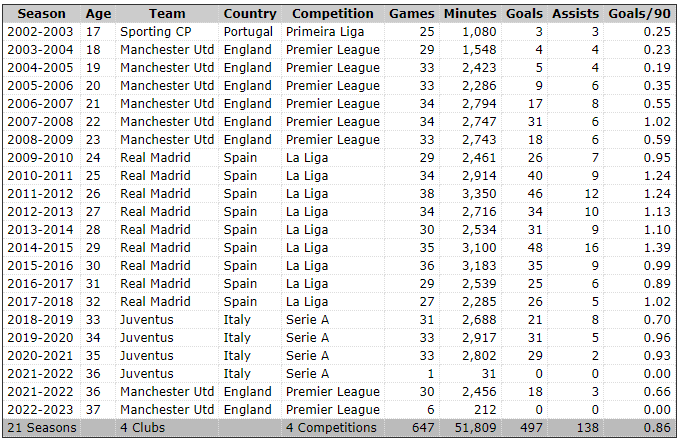 Season Age Team Country Competition Games Minutes Goals Assists Goals/90
2002-2003 17 Sporting CP Portugal Primeira Liga 25 1,080 3 3 0.25
2003-2004 18 Manchester Utd England Premier League 29 1,548 4 4 0.23
2004-2005 19 Manchester Utd England Premier League 33 2,423 5 4 0.19
2005-2006 20 Manchester Utd England Premier League 33 2,286 9 6 0.35
2006-2007 21 Manchester Utd England Premier League 34 2,794 17 8 0.55
2007-2008 22 Manchester Utd England Premier League 34 2,747 31 6 1.02
2008-2009 23 Manchester Utd England Premier League 33 2,743 18 6 0.59
2009-2010 24 Real Madrid Spain La Liga 29 2,461 26 7 0.95
2010-2011 25 Real Madrid Spain La Liga 34 2,914 40 9 1.24
2011-2012 26 Real Madrid Spain La Liga 38 3,350 46 12 1.24
2012-2013 27 Real Madrid Spain La Liga 34 2,716 34 10 1.13
2013-2014 28 Real Madrid Spain La Liga 30 2,534 31 9 1.10
2014-2015 29 Real Madrid Spain La Liga 35 3,100 48 16 1.39
2015-2016 30 Real Madrid Spain La Liga 36 3,183 35 9 0.99
2016-2017 31 Real Madrid Spain La Liga 29 2,539 25 6 0.89
2017-2018 32 Real Madrid Spain La Liga 27 2,285 26 5 1.02
2018-2019 33 Juventus Italy Serie A 31 2,688 21 8 0.70
2019-2020 34 Juventus Italy Serie A 33 2,917 31 5 0.96
2020-2021 35 Juventus Italy Serie A 33 2,802 29 2 0.93
2021-2022 36 Juventus Italy Serie A 1 31 0 0 0.00
2021-2022 36 Manchester Utd England Premier League 30 2,456 18 3 0.66
2022-2023 37 Manchester Utd England Premier League 6 212 0 0 0.00
21 Seasons 4 Clubs 4 Competitions 647 51,809 497 138 0.86